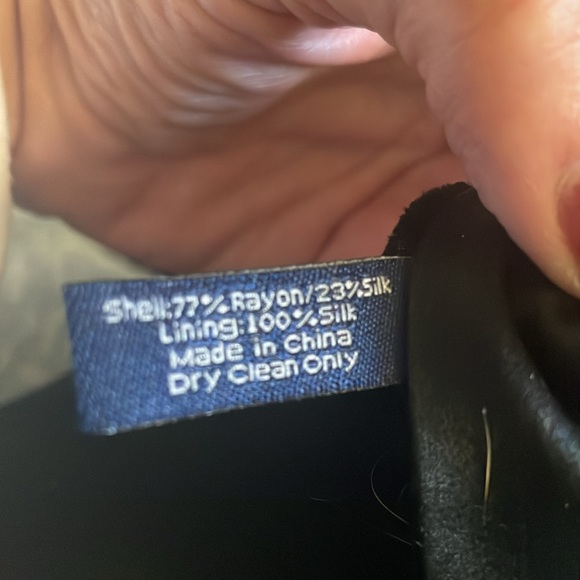 Shell:77%Rayon/23%Silk
Lining:100%Silk
Made in China
Dry Clean Only